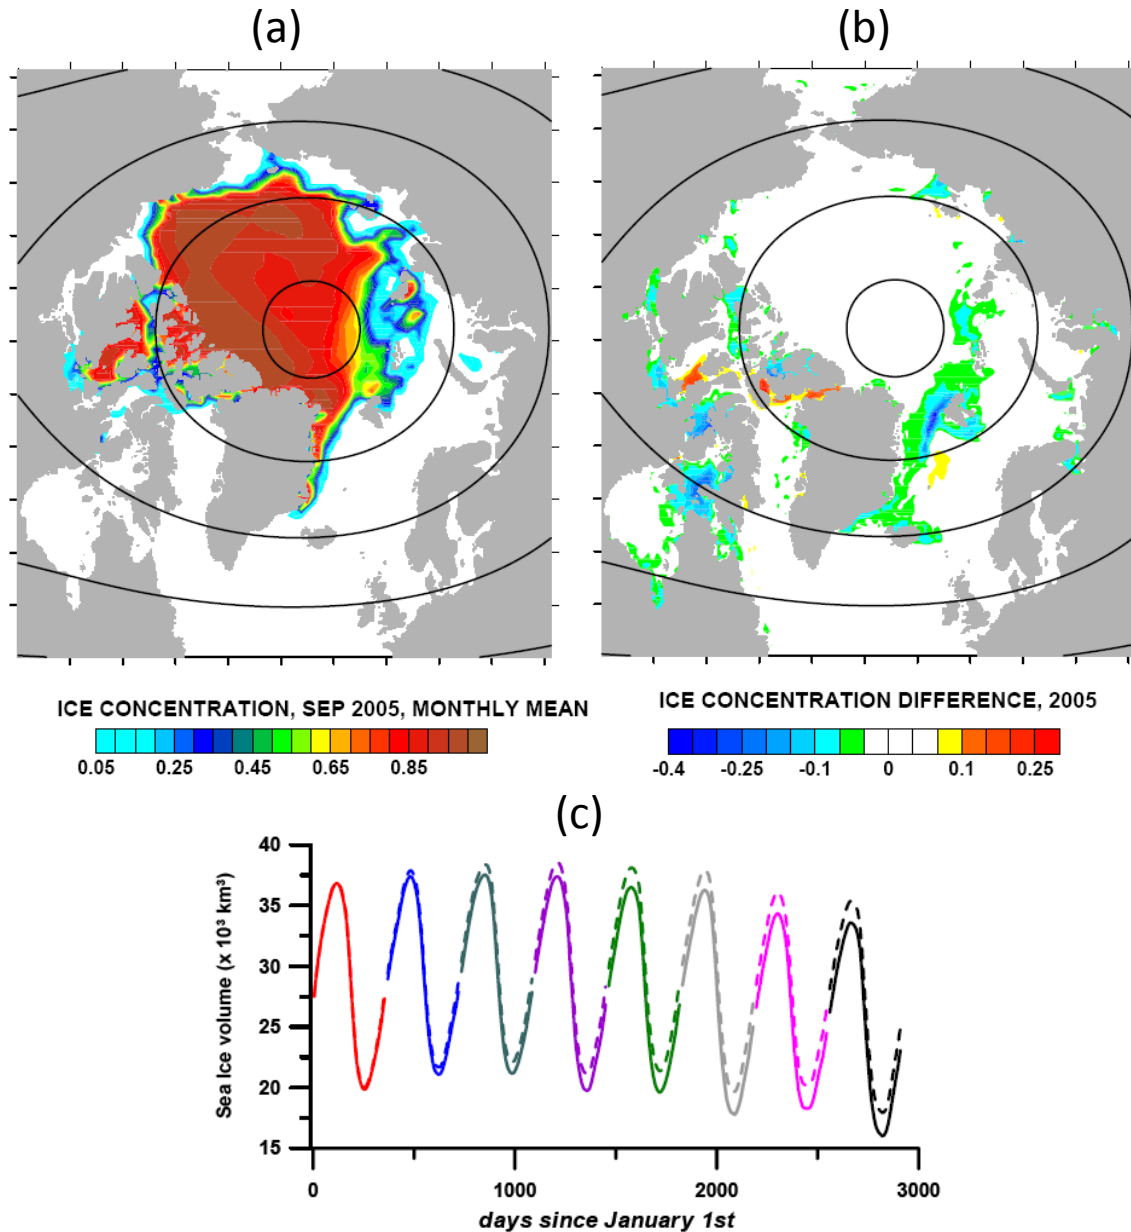 (a)
(b)
ICE CONCENTRATION, SEP 2005, MONTHLY MEAN
0.05 0.25 0.45 0.65 0.85
ICE CONCENTRATION DIFFERENCE, 2005
-0.4 -0.25 -0.1 0 0.1 0.25
(c)
Sea Ice volume (x 10³ km³)
40
35
30
25
20
15
0 1000 2000 3000
days since January 1st